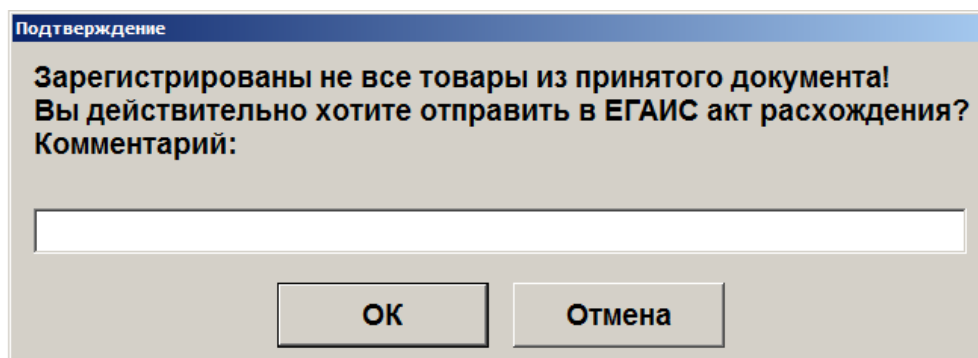 Подтверждение
Зарегистрированы не все товары из принятого документа!
Вы действительно хотите отправить в ЕГАИС акт расхождения?
Комментарий:
ОК
Отмена